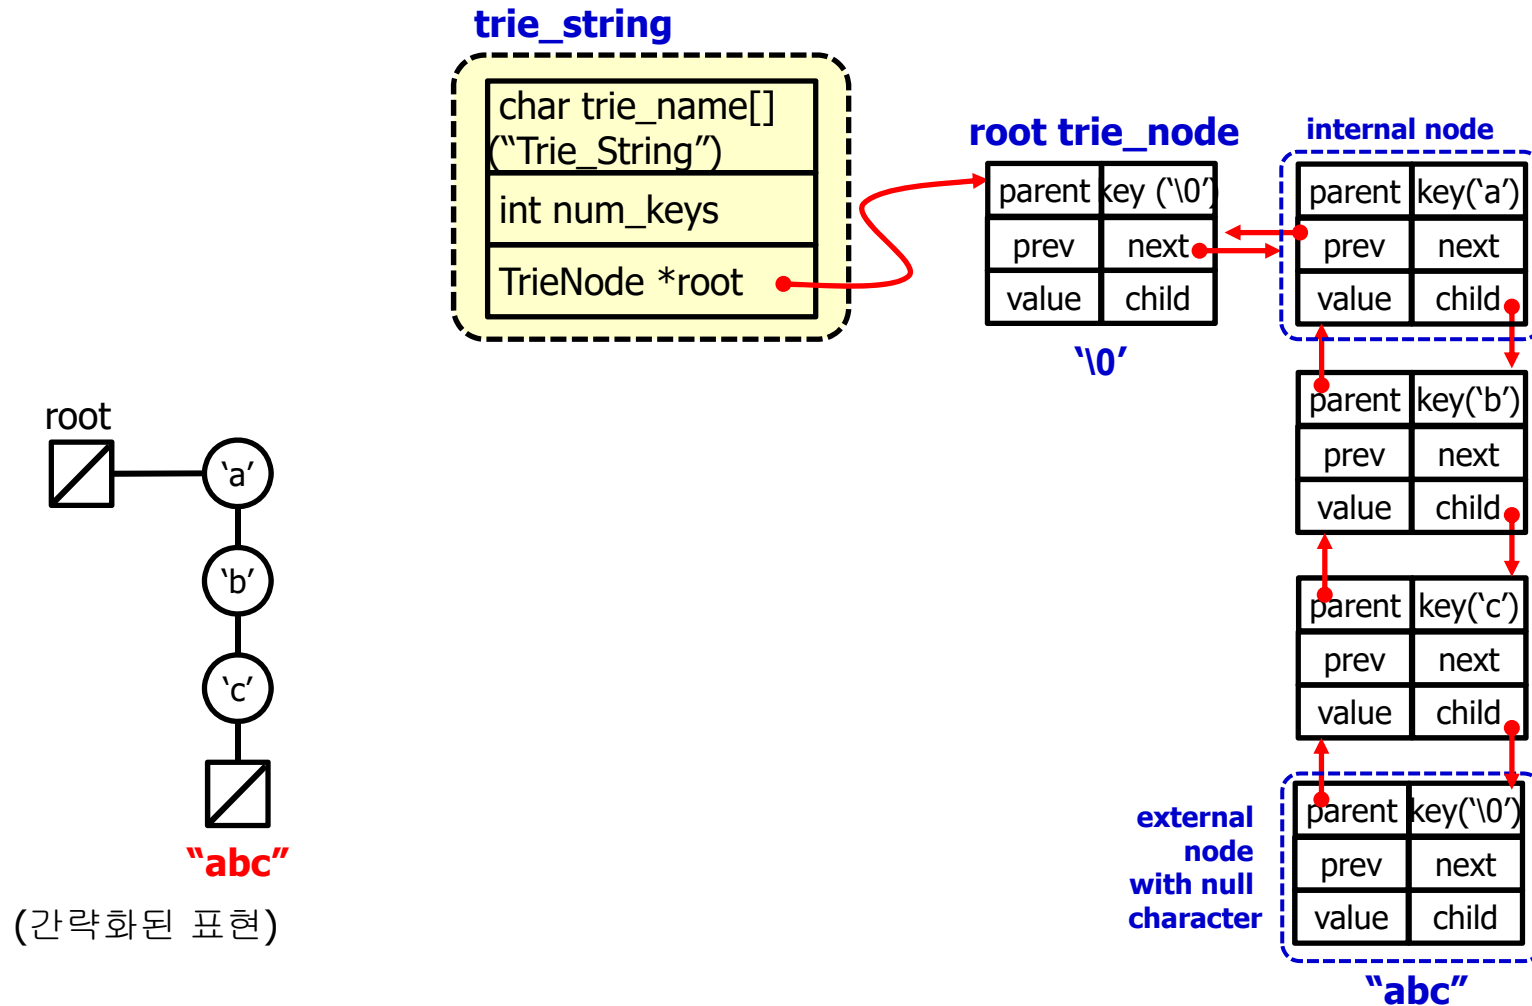 trie_string
char trie_name[]
(“Trie_String”)
int num_keys
TrieNode *root
root trie_node
parent key (‘\0’)
prev next
value child
‘\0’
internal node
parent key(‘a’)
prev next
value child
parent key(‘b’)
prev next
value child
parent key(‘c’)
prev next
value child
external
node
with null
character
parent key(‘\0’)
prev next
value child
“abc”
root
‘a’
‘b’
‘c’
“abc”
(간략화된 표현)